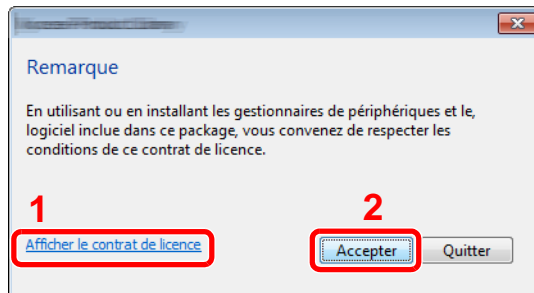 Remarque
En utilisant ou en installant les gestionnaires de périphériques et le,
logiciel inclue dans ce package, vous convenez de respecter les
conditions de ce contrat de licence.
1
2
Afficher le contrat de licence
Accepter
Quitter